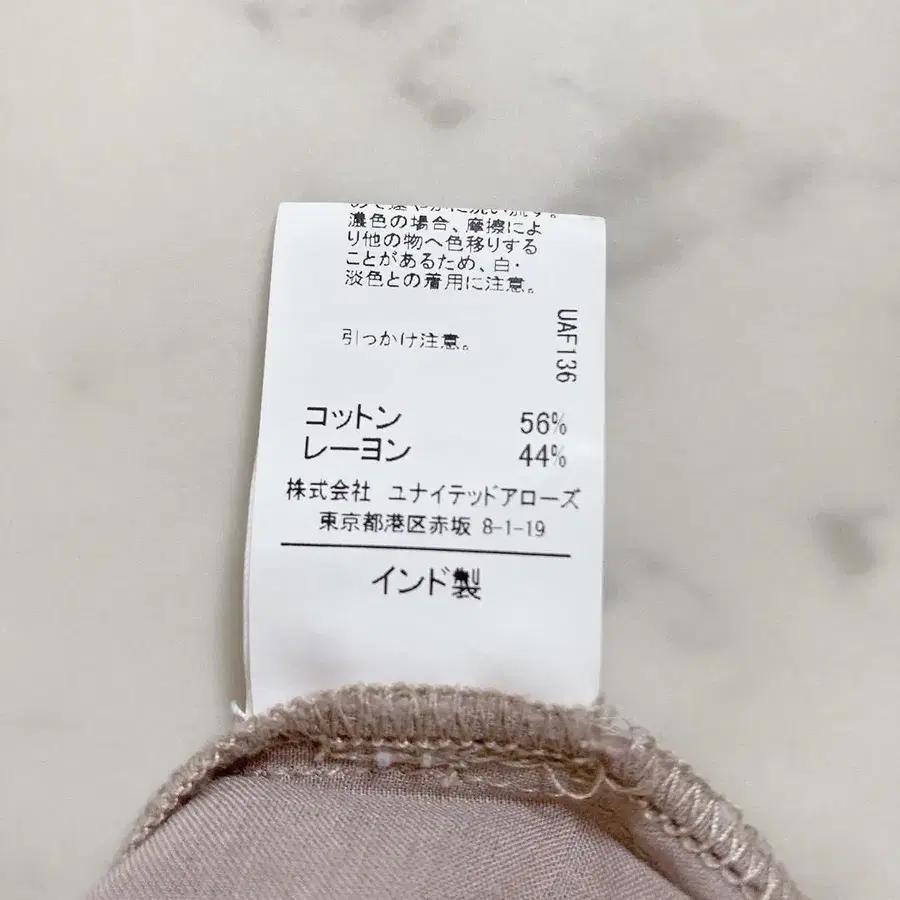 濃色の場合、摩擦によ
り他の物へ色移りする
ことがあるため、白・
淡色との着用に注意。
引っかけ注意。
UAF136
コットン 56%
レーヨン 44%
株式会社 ユナイテッドアローズ
東京都港区赤坂 8-1-19
インド製